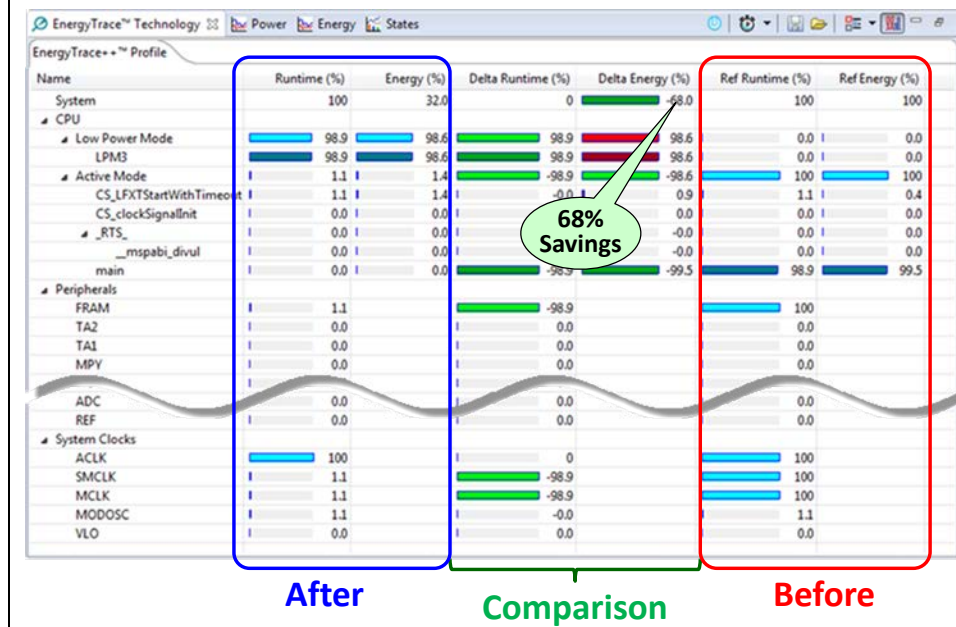 EnergyTrace™ Technology Power Energy States
EnergyTrace++™ Profile
Name Runtime (%) Energy (%) Delta Runtime (%) Delta Energy (%) Ref Runtime (%) Ref Energy (%)
System 100 32.0 0 -68.0 100 100
CPU
Low Power Mode 98.9 98.6 98.9 98.6 0.0 0.0
LPM3 98.9 98.6 98.9 98.6 0.0 0.0
Active Mode 1.1 1.4 -98.9 -98.6 100 100
CS_LFXTStartWithTimeout 1.1 1.4 -0.0 0.9 1.1 0.4
CS_clockSignalInit 0.0 0.0 0.0 0.0 0.0
_RTS_ 0.0 0.0 -0.0 0.0 0.0
__mspabi_divul 0.0 0.0 -0.0 0.0 0.0
main 0.0 0.0 -98.9 -99.5 98.9 99.5
68%
Savings
Peripherals
FRAM 1.1 -98.9 100
TA2 0.0 0.0 0.0
TA1 0.0 0.0 0.0
MPY 0.0 0.0 0.0
ADC 0.0 0.0 0.0
REF 0.0 0.0 0.0
System Clocks
ACLK 100 0 100
SMCLK 1.1 -98.9 100
MCLK 1.1 -98.9 100
MODOSC 1.1 -0.0 1.1
VLO 0.0 0.0 0.0
After Comparison Before